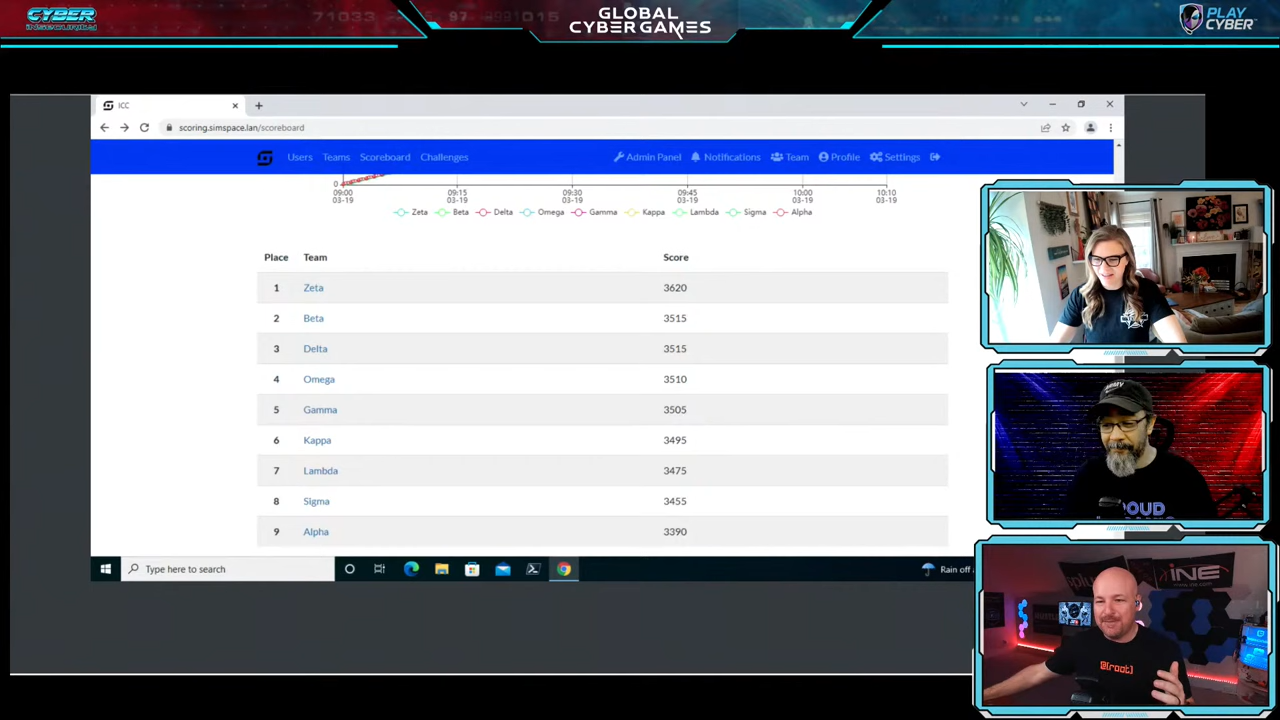 CYBER
INSECURITY
GLOBAL
CYBERGAMES
PLAY
CYBER
ICC
scoring.simspace.lan/scoreboard
Users Teams Scoreboard Challenges Admin Panel Notifications Team Profile Settings
0
09:00 09:15 09:30 09:45 10:00 10:10
03-19 03-19 03-19 03-19 03-19 03-19
Zeta Beta Delta Omega Gamma Kappa Lambda Sigma Alpha
Place Team Score
1 Zeta 3620
2 Beta 3515
3 Delta 3515
4 Omega 3510
5 Gamma 3505
6 Kappa 3495
7 Lambda 3475
8 Sigma 3455
9 Alpha 3390
Type here to search
Rain off
INE
@[root]